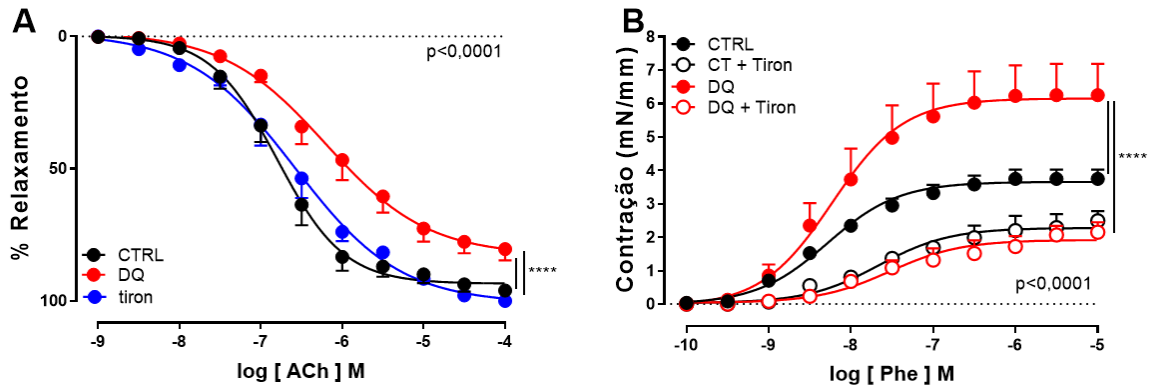 A
0
50
100
% Relaxamento
p<0,0001
CTRL
DQ
tiron
****
-9 -8 -7 -6 -5 -4
log [ ACh ] M
B
8
7
6
5
4
3
2
1
0
Contração (mN/mm)
CTRL
CT + Tiron
DQ
DQ + Tiron
****
p<0,0001
-10 -9 -8 -7 -6 -5
log [ Phe ] M